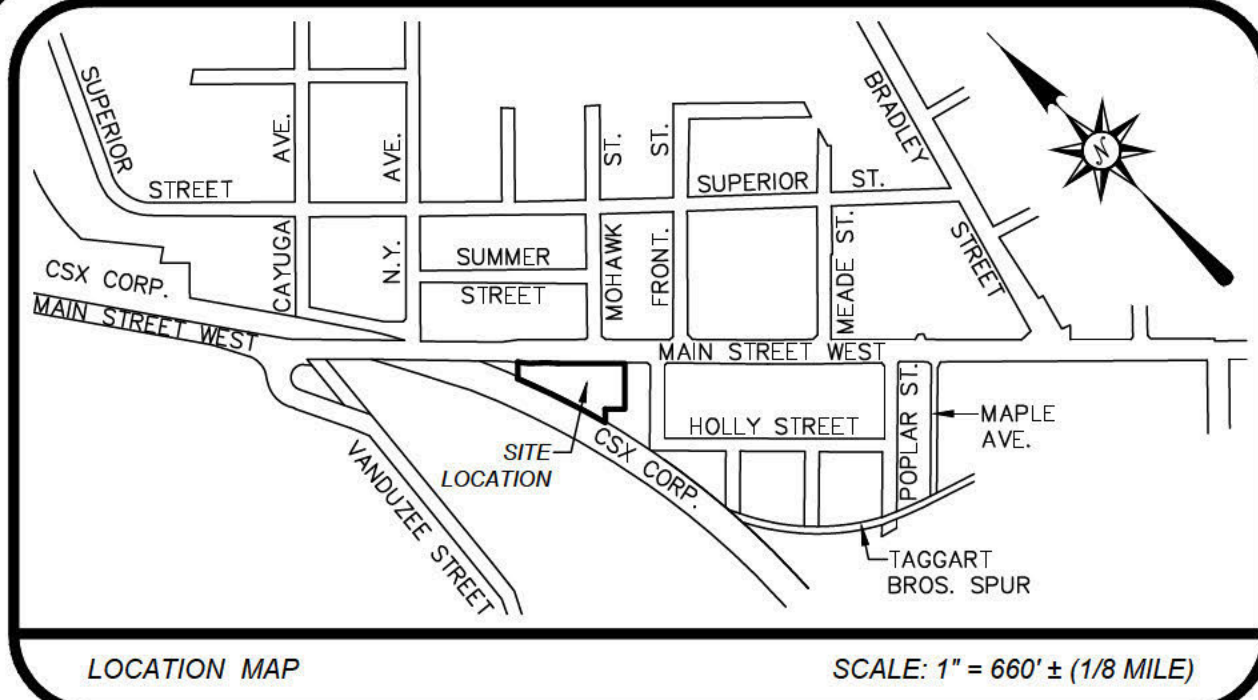 SUPERIOR
STREET
CAYUGA
AVE.
N.Y.
AVE.
SUMMER
STREET
MOHAWK
ST.
FRONT.
ST.
SUPERIOR
ST.
MEADE ST.
BRADLEY
STREET
N
CSX CORP.
MAIN STREET WEST
MAIN STREET WEST
HOLLY STREET
POPLAR ST.
MAPLE
AVE.
SITE
LOCATION
CSX CORP.
VANDUZEE STREET
TAGGART
BROS. SPUR
LOCATION MAP
SCALE: 1" = 660' ± (1/8 MILE)